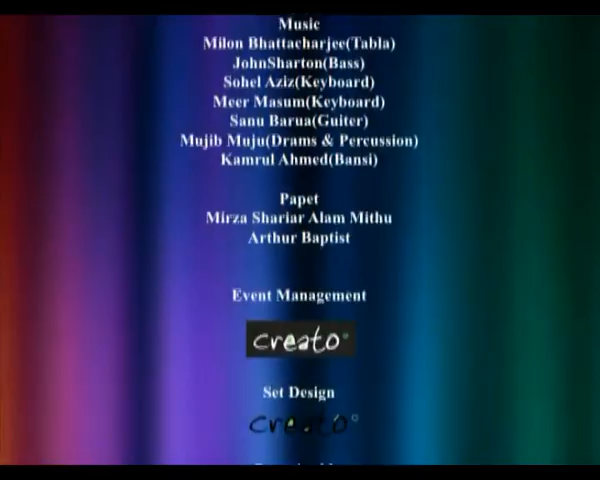 Music
Milon Bhattacharjee(Tabla)
JohnSharton(Bass)
Sohel Aziz(Keyboard)
Meer Masum(Keyboard)
Sanu Barua(Guiter)
Mujib Muju(Drams & Percussion)
Kamrul Ahmed(Bansi)
Papet
Mirza Shariar Alam Mithu
Arthur Baptist
Event Management
creato
Set Design
creato